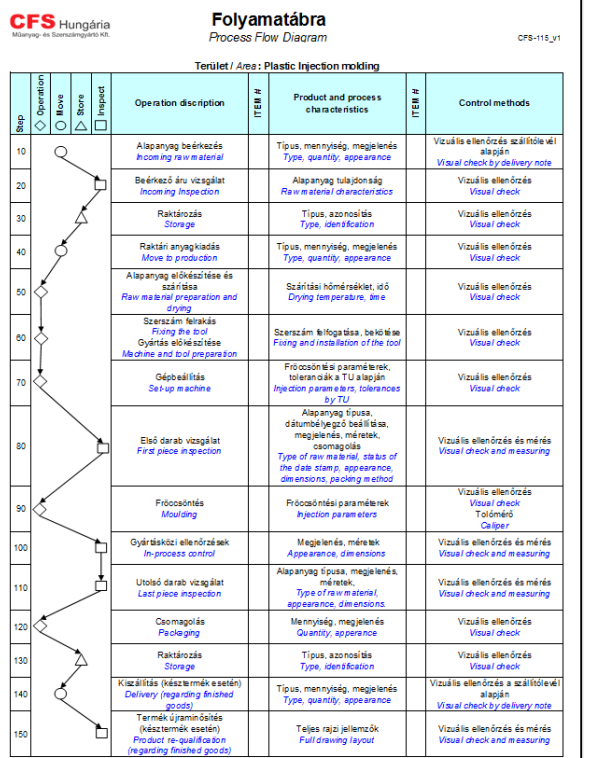 CFS Hungária
Műanyag- és Szerszámgyártó Kft.
Folyamatábra
Process Flow Diagram
CFS-115_v1
Terület / Area: Plastic Injection molding
Step
Operation
Move
Store
Inspect
Operation discription
ITEM #
Product and process
characteristics
ITEM #
Control methods
10
Alapanyag beérkezés
Incoming raw material
Típus, mennyiség, megjelenés
Type, quantity, appearance
Vizuális ellenőrzés szállítólevél
alapján
Visual check by delivery note
20
Beérkező áru vizsgálat
Incoming Inspection
Alapanyag tulajdonság
Raw material characteristics
Vizuális ellenőrzés
Visual check
30
Raktározás
Storage
Típus, azonosítás
Type, identification
Vizuális ellenőrzés
Visual check
40
Raktári anyagkiadás
Move to production
Típus, mennyiség, megjelenés
Type, quantity, appearance
Vizuális ellenőrzés
Visual check
50
Alapanyag előkészítése és
szárítása
Raw material preparation and
drying
Szárítási hőmérséklet, idő
Drying temperature, time
Vizuális ellenőrzés
Visual check
60
Szerszám felrakás
Fixing the tool
Gyártás előkészítése
Machine and tool preparation
Szerszám felfogatása, bekötése
Fixing and installation of the tool
Vizuális ellenőrzés
Visual check
70
Gépbeállítás
Set-up machine
Fröccsöntési paraméterek,
toleranciák a TU alapján
Injection parameters, tolerances
by TU
Vizuális ellenőrzés
Visual check
80
Első darab vizsgálat
First piece inspection
Alapanyag típusa,
dátumbélyegző beállítása,
megjelenés, méretek,
csomagolás
Type of raw material, status of
the date stamp, appearance,
dimensions, packing method
Vizuális ellenőrzés és mérés
Visual check and measuring
90
Fröccsöntés
Moulding
Fröccsöntési paraméterek
Injection parameters
Vizuális ellenőrzés
Visual check
Tolómérő
Caliper
100
Gyártásközi ellenőrzések
In-process control
Megjelenés, méretek
Appearance, dimensions
Vizuális ellenőrzés és mérés
Visual check and measuring
110
Utolsó darab vizsgálat
Last piece inspection
Alapanyag típusa, megjelenés,
méretek,
Type of raw material,
appearance, dimensions.
Vizuális ellenőrzés és mérés
Visual check and measuring
120
Csomagolás
Packaging
Mennyiség, megjelenés
Quantity, apperance
Vizuális ellenőrzés
Visual check
130
Raktározás
Storage
Típus, azonosítás
Type, identification
Vizuális ellenőrzés
Visual check
140
Kiszállítás (késztermék esetén)
Delivery (regarding finished
goods)
Típus, mennyiség, megjelenés
Type, quantity, appearance
Vizuális ellenőrzés a szállítólevél
alapján
Visual check by delivery note
150
Termék újraminősítés
(késztermék esetén)
Product re-qualification
(regarding finished goods)
Teljes rajzi jellemzők
Full drawing layout
Vizuális ellenőrzés és mérés
Visual check and measuring